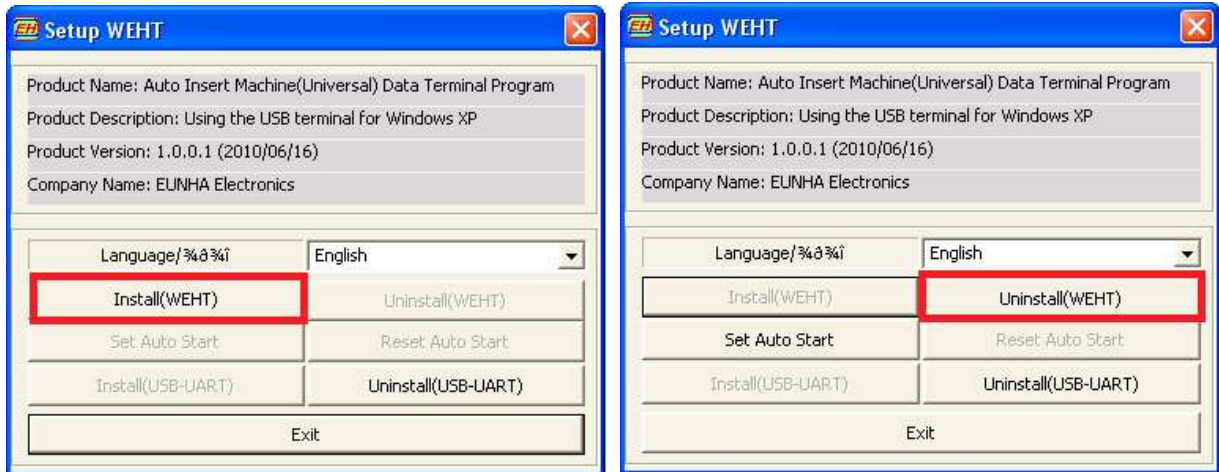 Setup WEHT
Product Name: Auto Insert Machine(Universal) Data Terminal Program
Product Description: Using the USB terminal for Windows XP
Product Version: 1.0.0.1 (2010/06/16)
Company Name: EUNHA Electronics
Language/¾ð¾î English
Install(WEHT) Uninstall(WEHT)
Set Auto Start Reset Auto Start
Install(USB-UART) Uninstall(USB-UART)
Exit
Setup WEHT
Product Name: Auto Insert Machine(Universal) Data Terminal Program
Product Description: Using the USB terminal for Windows XP
Product Version: 1.0.0.1 (2010/06/16)
Company Name: EUNHA Electronics
Language/¾ð¾î English
Install(WEHT) Uninstall(WEHT)
Set Auto Start Reset Auto Start
Install(USB-UART) Uninstall(USB-UART)
Exit